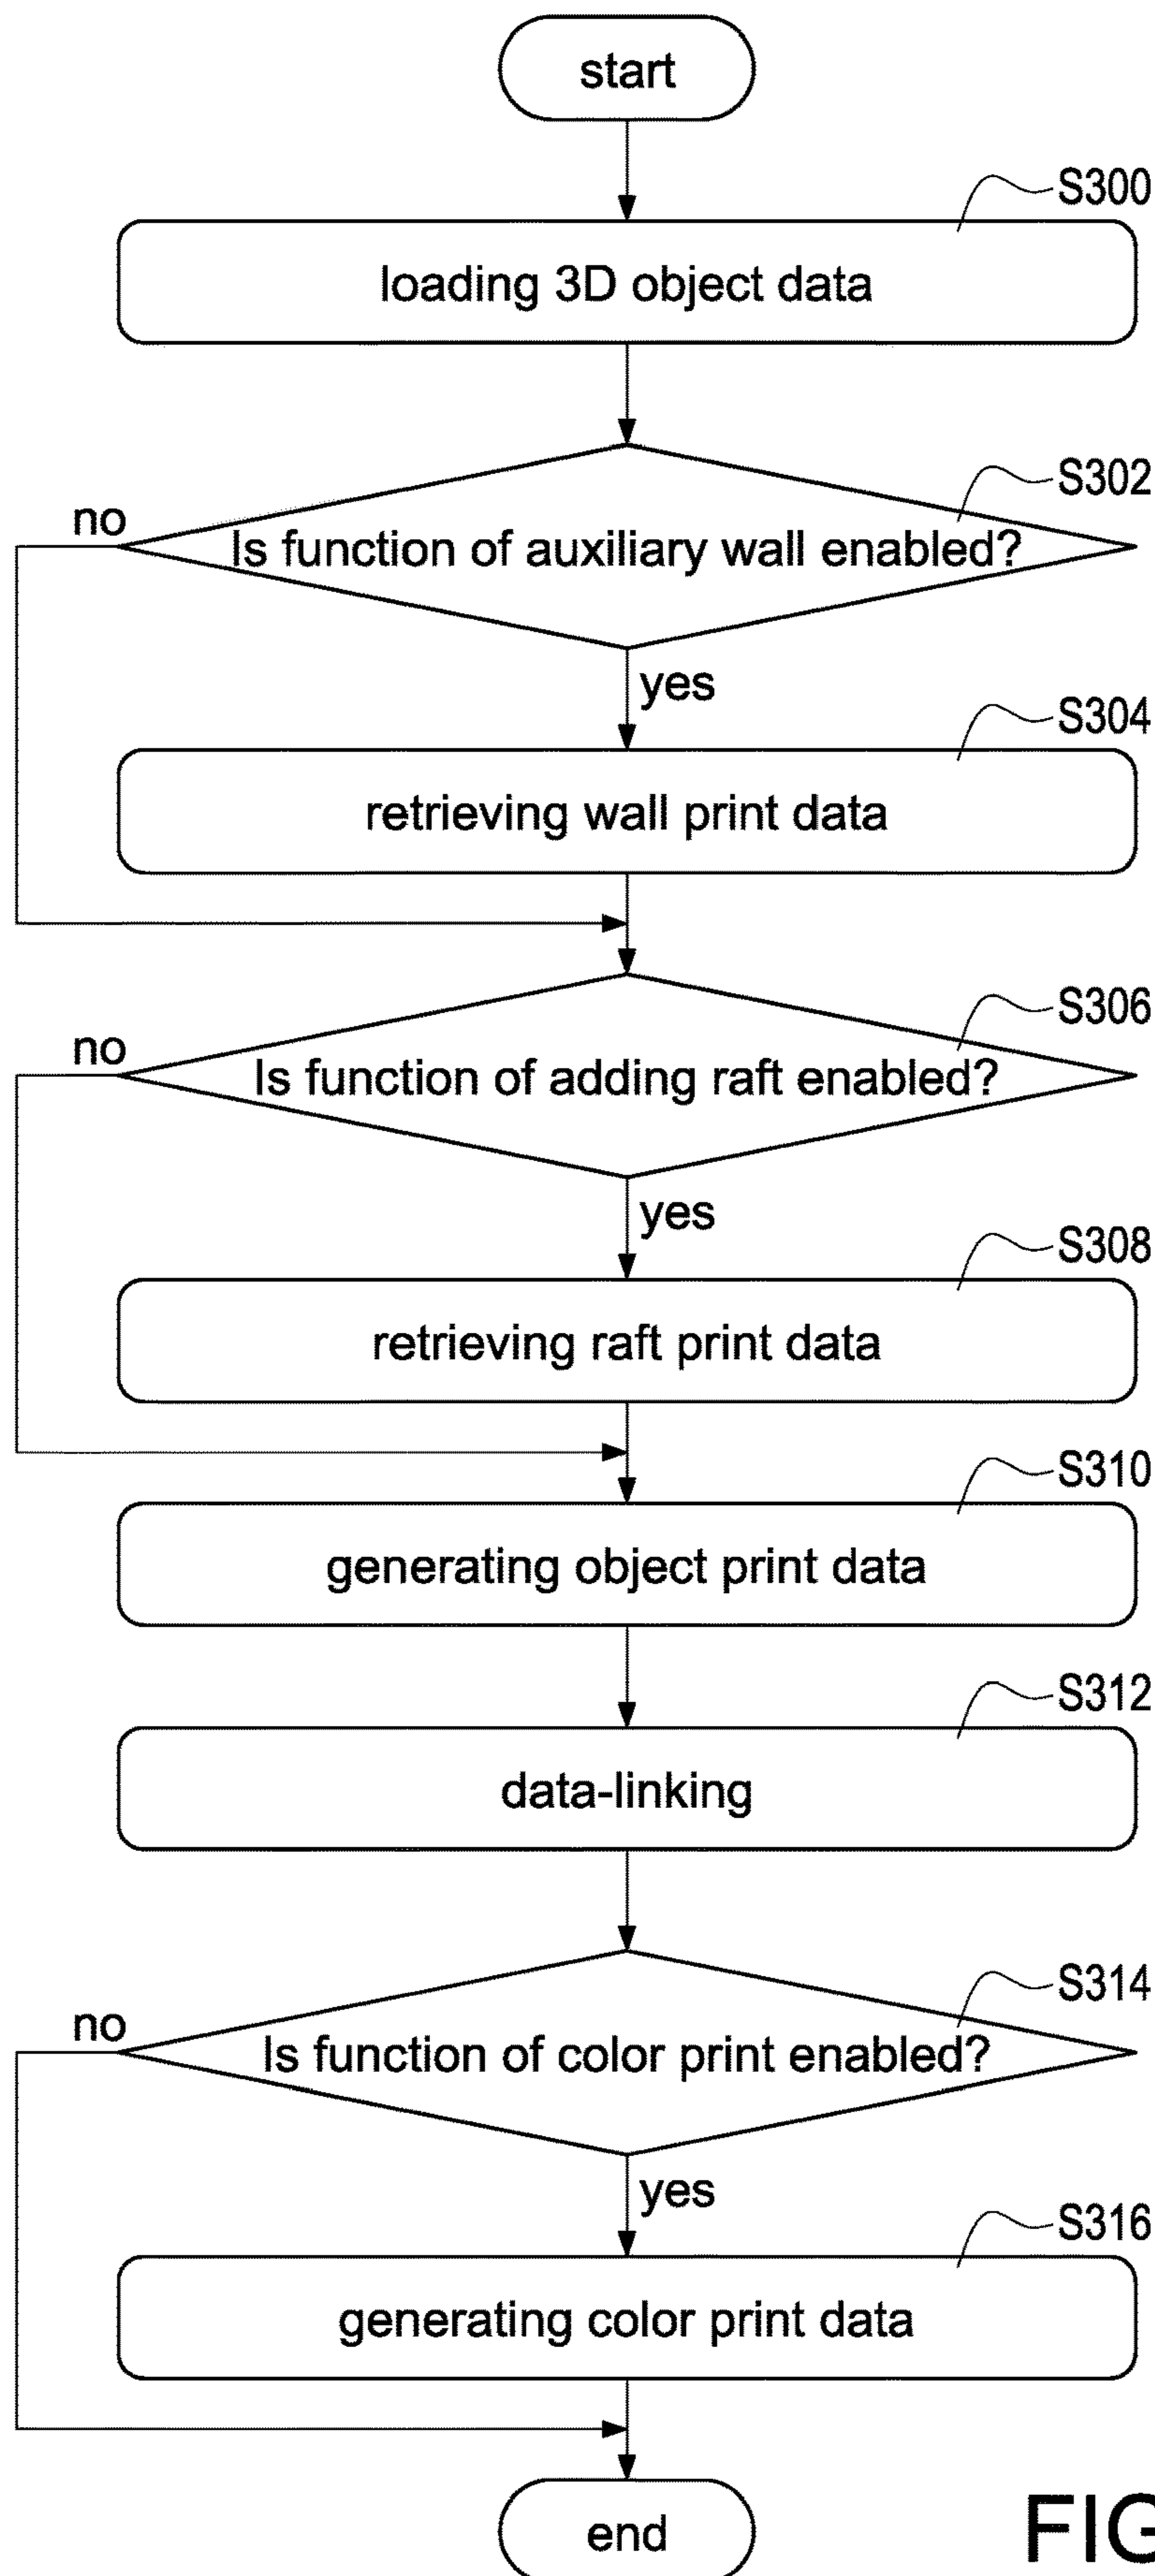 start
S300
loading 3D object data
S302
no
Is function of auxiliary wall enabled?
yes
S304
retrieving wall print data
S306
no
Is function of adding raft enabled?
yes
S308
retrieving raft print data
S310
generating object print data
S312
data-linking
S314
no
Is function of color print enabled?
yes
S316
generating color print data
end
FIG